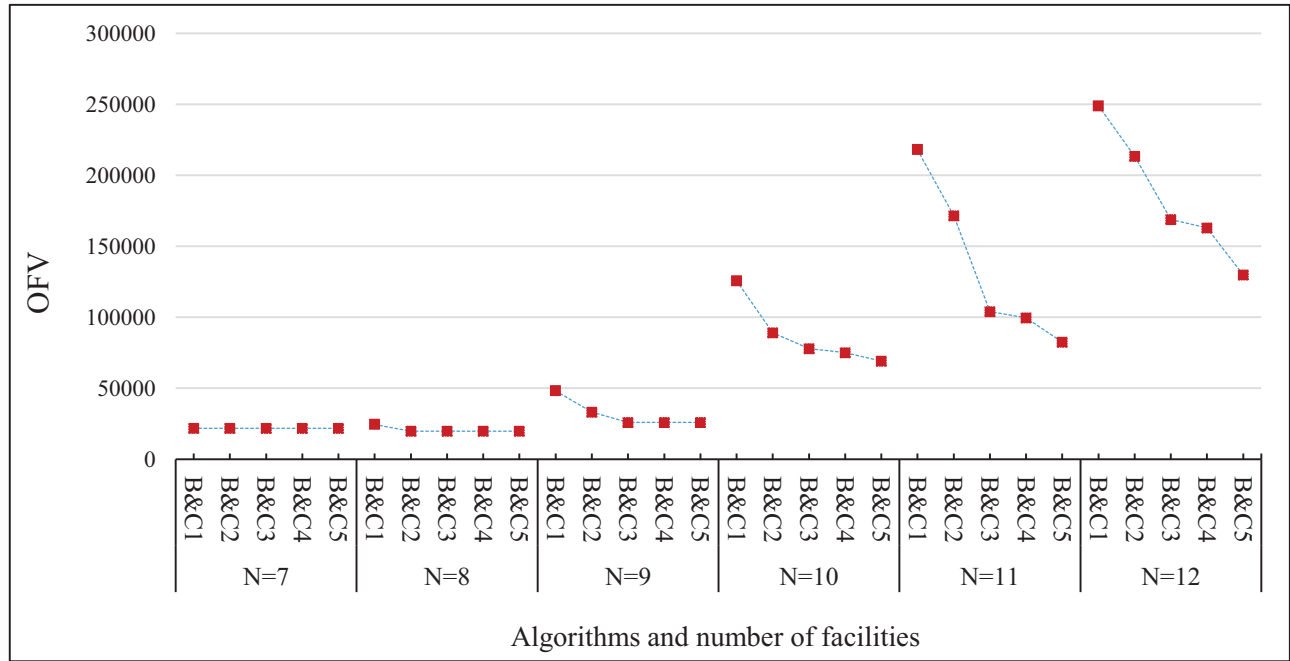 300000
250000
200000
150000
100000
50000
0
OFV
B&C1 B&C2 B&C3 B&C4 B&C5 B&C1 B&C2 B&C3 B&C4 B&C5 B&C1 B&C2 B&C3 B&C4 B&C5 B&C1 B&C2 B&C3 B&C4 B&C5 B&C1 B&C2 B&C3 B&C4 B&C5 B&C1 B&C2 B&C3 B&C4 B&C5
N=7 N=8 N=9 N=10 N=11 N=12
Algorithms and number of facilities